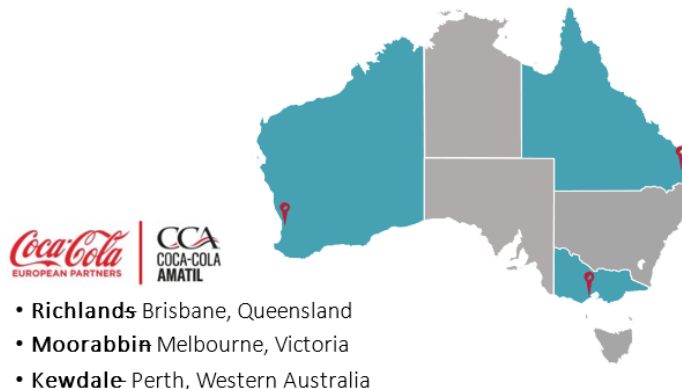 Coca-Cola
EUROPEAN PARTNERS
CCA
COCA-COLA
AMATIL
• Richlands- Brisbane, Queensland
• Moorabbin- Melbourne, Victoria
• Kewdale- Perth, Western Australia